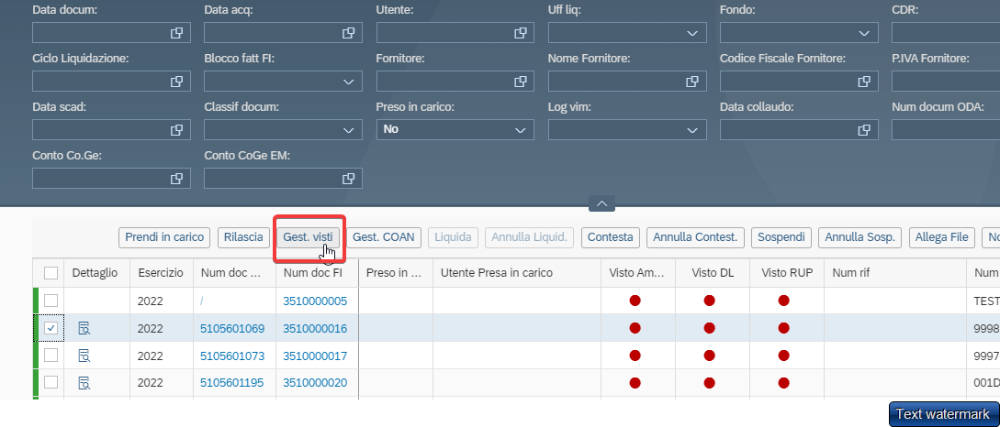 Data docum: Data acq: Utente: Uff liq: Fondo: CDR:
Ciclo Liquidazione: Blocco fatt FI: Fornitore: Nome Fornitore: Codice Fiscale Fornitore: P.IVA Fornitore:
Data scad: Classif docum: Preso in carico: Log vim: Data collaudo: Num docum ODA:
No
Conto Co.Ge: Conto CoGe EM:
Prendi in carico Rilascia Gest. visti Gest. COAN Liquida Annulla Liquid. Contesta Annulla Contest. Sospendi Annulla Sosp. Allega File No
Dettaglio Esercizio Num doc ... Num doc FI Preso in ... Utente Presa in carico Visto Am... Visto DL Visto RUP Num rif Num
2022 / 3510000005 TEST
2022 5105601069 3510000016 9998
2022 5105601073 3510000017 9997
2022 5105601195 3510000020 001D
Text watermark